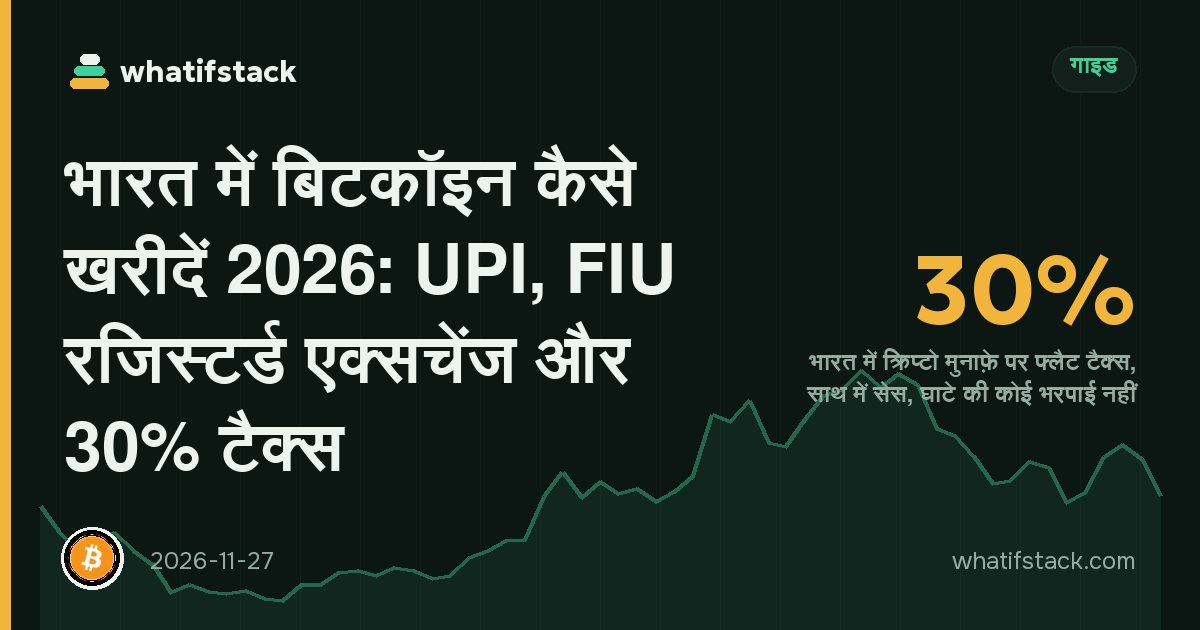 whatifstack
गाइड
भारत में बिटकॉइन कैसे
खरीदें 2026: UPI, FIU
रजिस्टर्ड एक्सचेंज और
30% टैक्स
30%
भारत में क्रिप्टो मुनाफ़े पर फ्लैट टैक्स,
साथ में सेस, घाटे की कोई भरपाई नहीं
2026-11-27
whatifstack.com